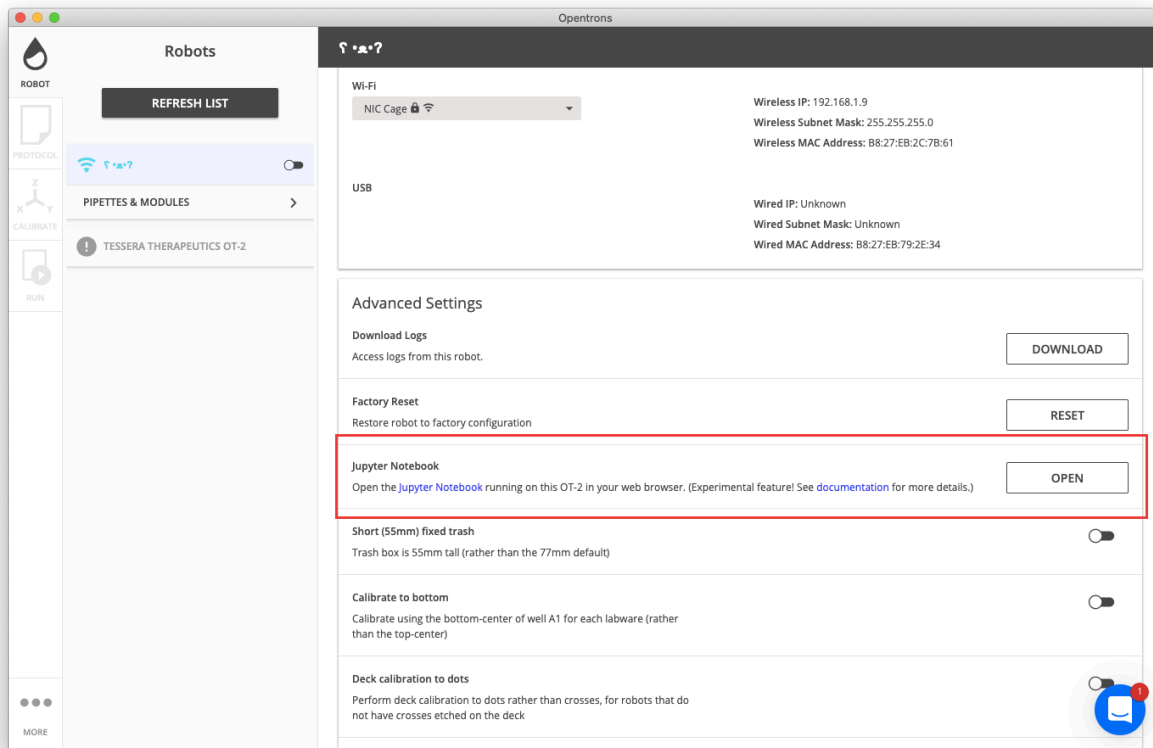 Opentrons
ROBOT
PROTOCOL
Z
X Y
CALIBRATE
RUN
MORE
Robots
REFRESH LIST
ʕ •ᴥ•ʔ
PIPETTES & MODULES
TESSERA THERAPEUTICS OT-2
ʕ •ᴥ•ʔ
Wi-Fi
NIC Cage
Wireless IP: 192.168.1.9
Wireless Subnet Mask: 255.255.255.0
Wireless MAC Address: B8:27:EB:2C:7B:61
USB
Wired IP: Unknown
Wired Subnet Mask: Unknown
Wired MAC Address: B8:27:EB:79:2E:34
Advanced Settings
Download Logs
Access logs from this robot.
DOWNLOAD
Factory Reset
Restore robot to factory configuration
RESET
Jupyter Notebook
Open the Jupyter Notebook running on this OT-2 in your web browser. (Experimental feature! See documentation for more details.)
OPEN
Short (55mm) fixed trash
Trash box is 55mm tall (rather than the 77mm default)
Calibrate to bottom
Calibrate using the bottom-center of well A1 for each labware (rather
than the top-center)
Deck calibration to dots
Perform deck calibration to dots rather than crosses, for robots that do
not have crosses etched on the deck
1